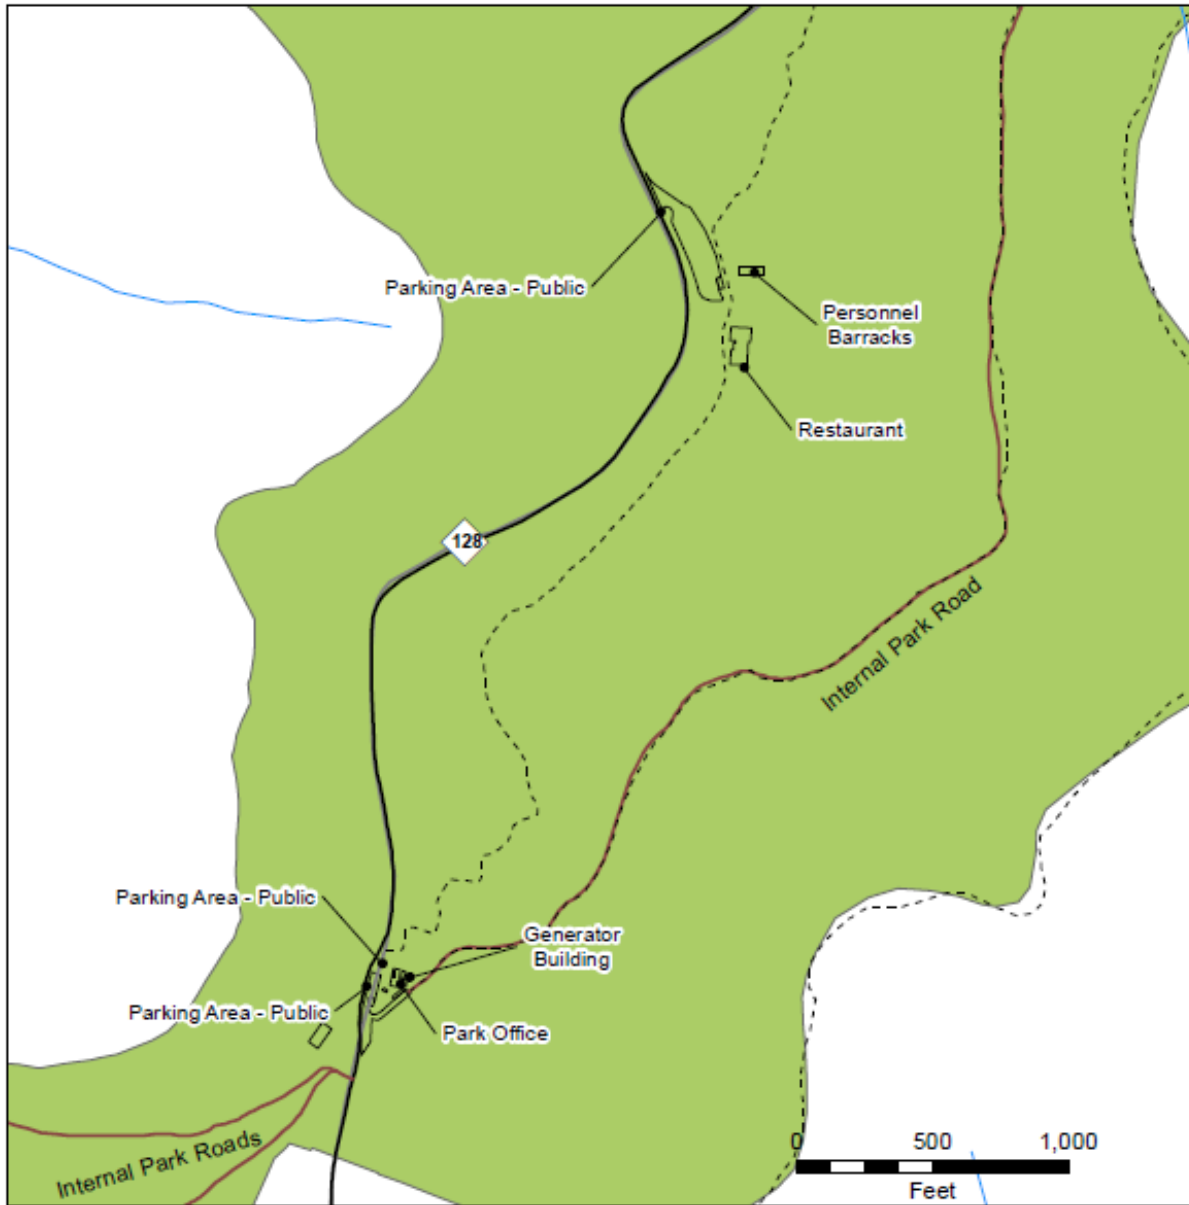 Parking Area - Public
Personnel
Barracks
Restaurant
128
Internal Park Road
Parking Area - Public
Generator
Building
Parking Area - Public
Park Office
Internal Park Roads
0 500 1,000
Feet